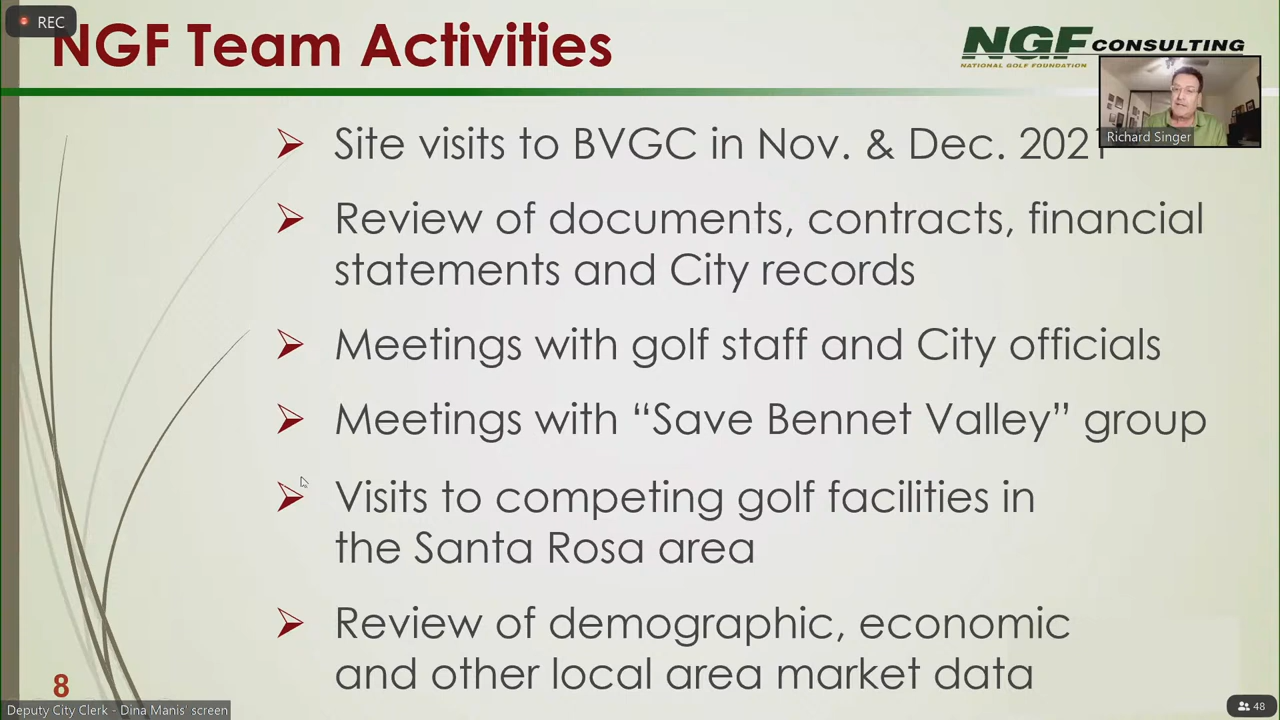 REC
NGF Team Activities
NGF CONSULTING
NATIONAL GOLF FOUNDATION
Richard Singer
Site visits to BVGC in Nov. & Dec. 2021
Review of documents, contracts, financial
statements and City records
Meetings with golf staff and City officials
Meetings with “Save Bennet Valley” group
Visits to competing golf facilities in
the Santa Rosa area
Review of demographic, economic
and other local area market data
8
Deputy City Clerk - Dina Manis' screen
48